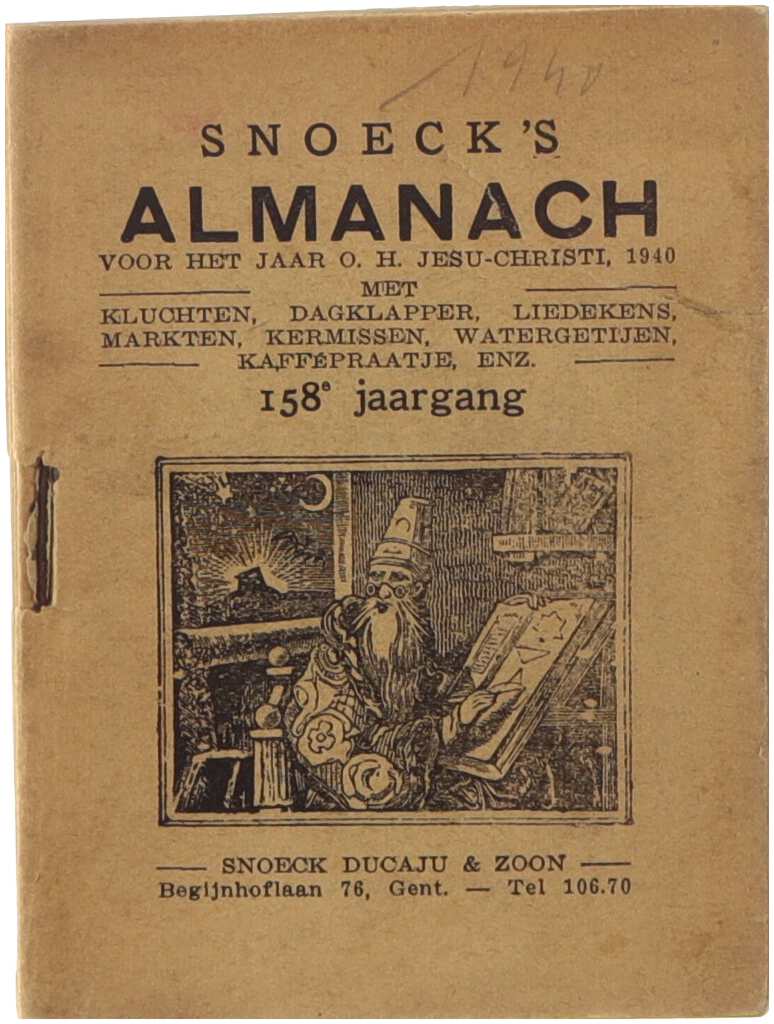 1940
SNOECK'S
ALMANACH
VOOR HET JAAR O. H. JESU-CHRISTI, 1940
MET
KLUCHTEN, DAGKLAPPER, LIEDEKENS,
MARKTEN, KERMISSEN, WATERGETIJEN,
KAFFÉPRAATJE, ENZ.
158e jaargang
— SNOECK DUCAJU & ZOON —
Begijnhoflaan 76, Gent. — Tel 106.70